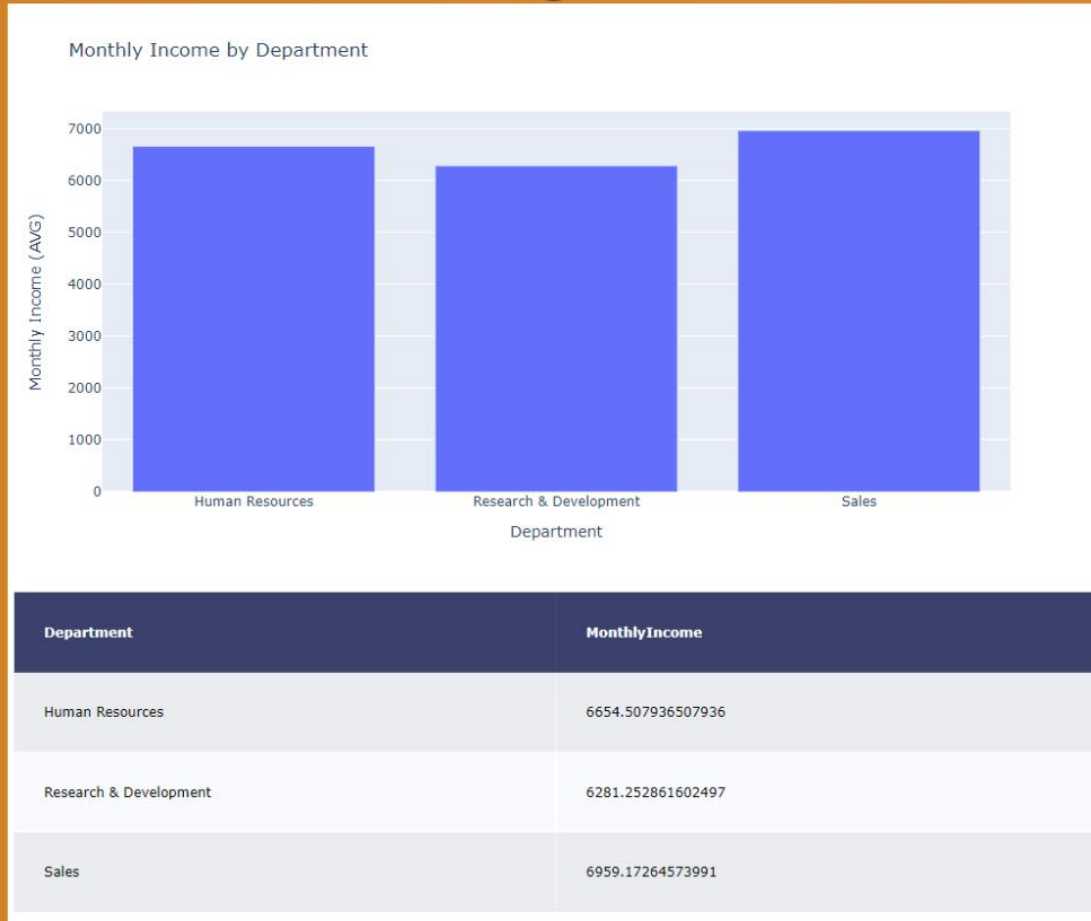 Monthly Income by Department
7000
6000
5000
4000
3000
2000
1000
0
Monthly Income (AVG)
Human Resources Research & Development Sales
Department
Department MonthlyIncome
Human Resources 6654.507936507936
Research & Development 6281.252861602497
Sales 6959.17264573991